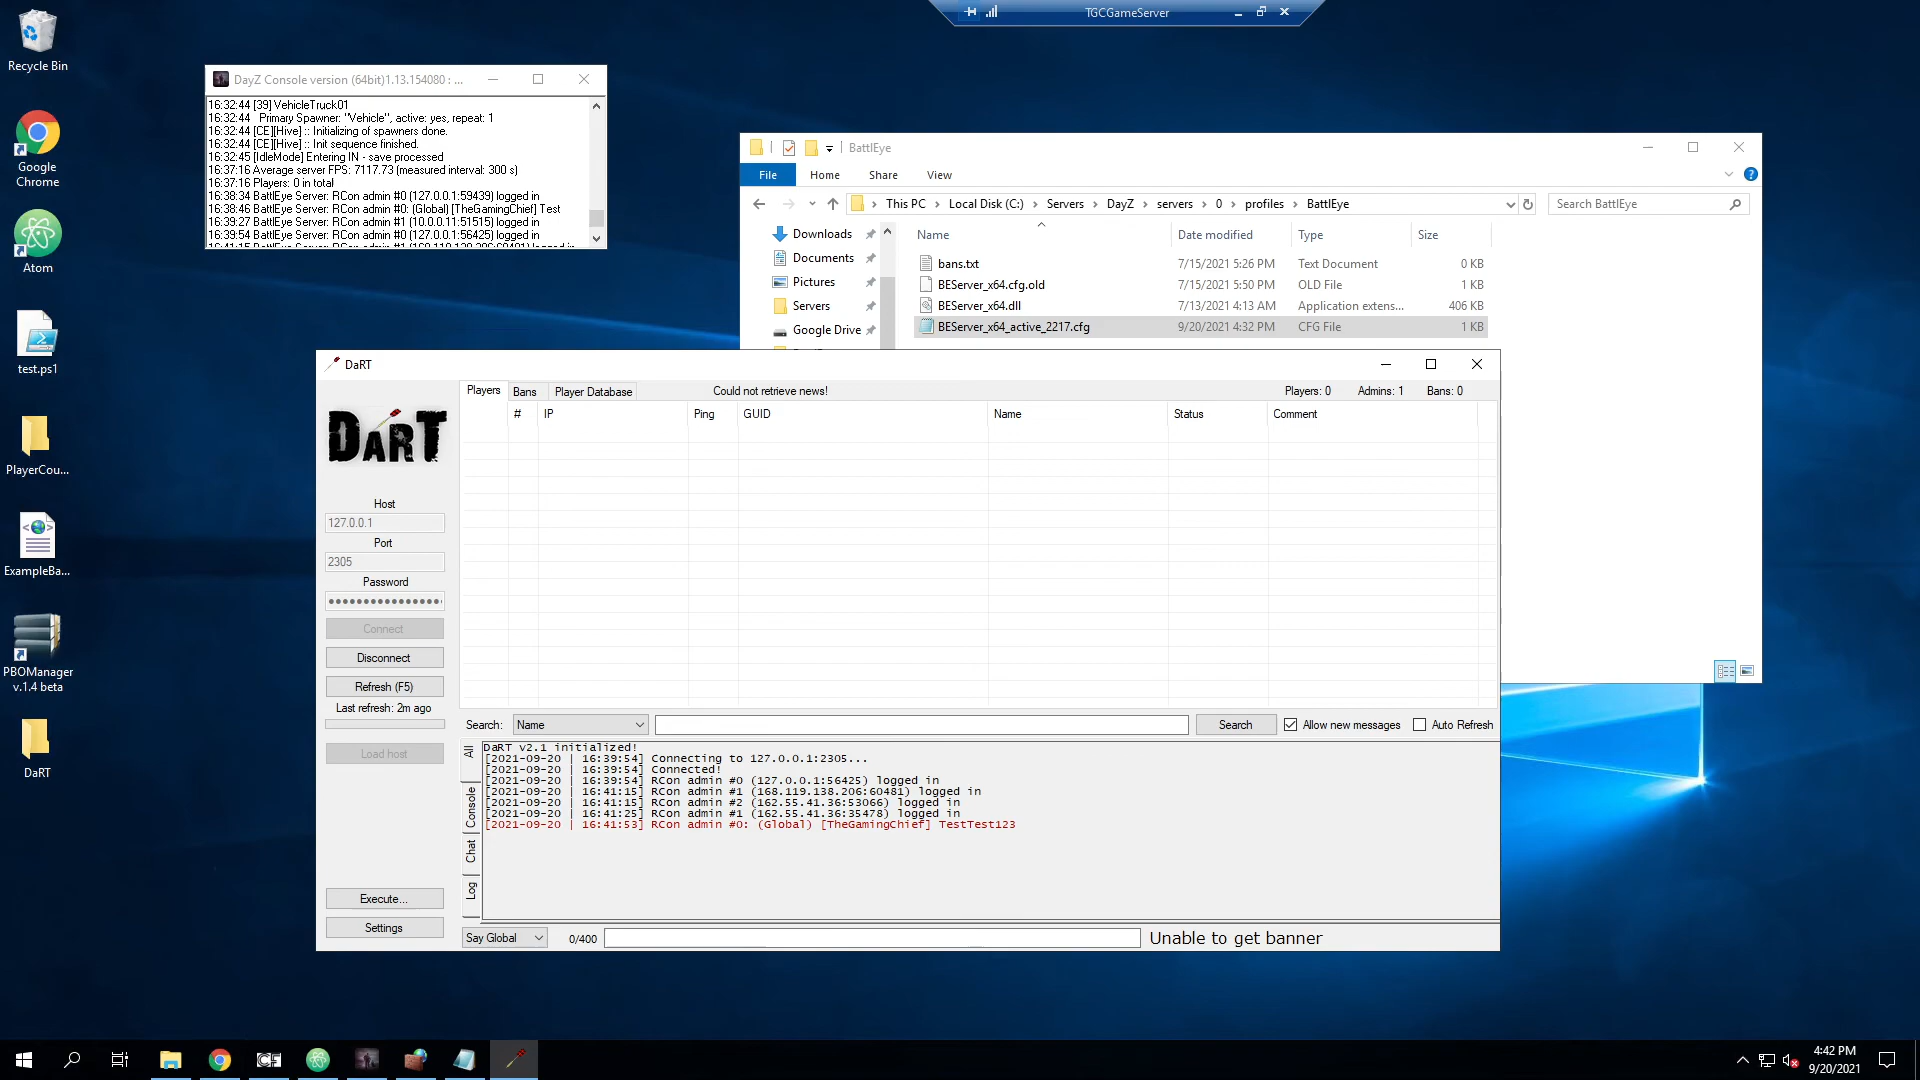 TGCGameServer
Recycle Bin
Google
Chrome
Atom
test.ps1
PlayerCou...
ExampleBa...
PBOManager
v.1.4 beta
DaRT
DayZ Console version (64bit)1.13.154080 : ...
16:32:44 [39] VehicleTruck01
16:32:44 Primary Spawner: "Vehicle", active: yes, repeat: 1
16:32:44 [CE][Hive] :: Initializing of spawners done.
16:32:44 [CE][Hive] :: Init sequence finished.
16:32:45 [IdleMode] Entering IN - save processed
16:37:16 Average server FPS: 7117.73 (measured interval: 300 s)
16:37:16 Players: 0 in total
16:38:34 BattlEye Server: RCon admin #0 (127.0.0.1:59439) logged in
16:38:46 BattlEye Server: RCon admin #0: (Global) [TheGamingChief] Test
16:39:27 BattlEye Server: RCon admin #1 (10.0.0.11:51515) logged in
16:39:54 BattlEye Server: RCon admin #0 (127.0.0.1:56425) logged in
16:41:15 BattlEye Server: RCon admin #1 (168.119.138.206:60481) logged in
BattlEye
File Home Share View
This PC Local Disk (C:) Servers DayZ servers 0 profiles BattlEye
Search BattlEye
Downloads
Documents
Pictures
Servers
Google Drive
Name Date modified Type Size
bans.txt 7/15/2021 5:26 PM Text Document 0 KB
BEServer_x64.cfg.old 7/15/2021 5:50 PM OLD File 1 KB
BEServer_x64.dll 7/13/2021 4:13 AM Application extens... 406 KB
BEServer_x64_active_2217.cfg 9/20/2021 4:32 PM CFG File 1 KB
DaRT
DaRT
Host
127.0.0.1
Port
2305
Password
Connect
Disconnect
Refresh (F5)
Last refresh: 2m ago
Load host
Execute...
Settings
Players Bans Player Database Could not retrieve news! Players: 0 Admins: 1 Bans: 0
# IP Ping GUID Name Status Comment
Search: Name Search Allow new messages Auto Refresh
All
Console
Chat
Log
DaRT v2.1 initialized!
[2021-09-20 | 16:39:54] Connecting to 127.0.0.1:2305...
[2021-09-20 | 16:39:54] Connected!
[2021-09-20 | 16:39:54] RCon admin #0 (127.0.0.1:56425) logged in
[2021-09-20 | 16:41:15] RCon admin #1 (168.119.138.206:60481) logged in
[2021-09-20 | 16:41:15] RCon admin #2 (162.55.41.36:53066) logged in
[2021-09-20 | 16:41:25] RCon admin #1 (162.55.41.36:35478) logged in
[2021-09-20 | 16:41:53] RCon admin #0: (Global) [TheGamingChief] TestTest123
Say Global 0/400 Unable to get banner
CF
4:42 PM
9/20/2021